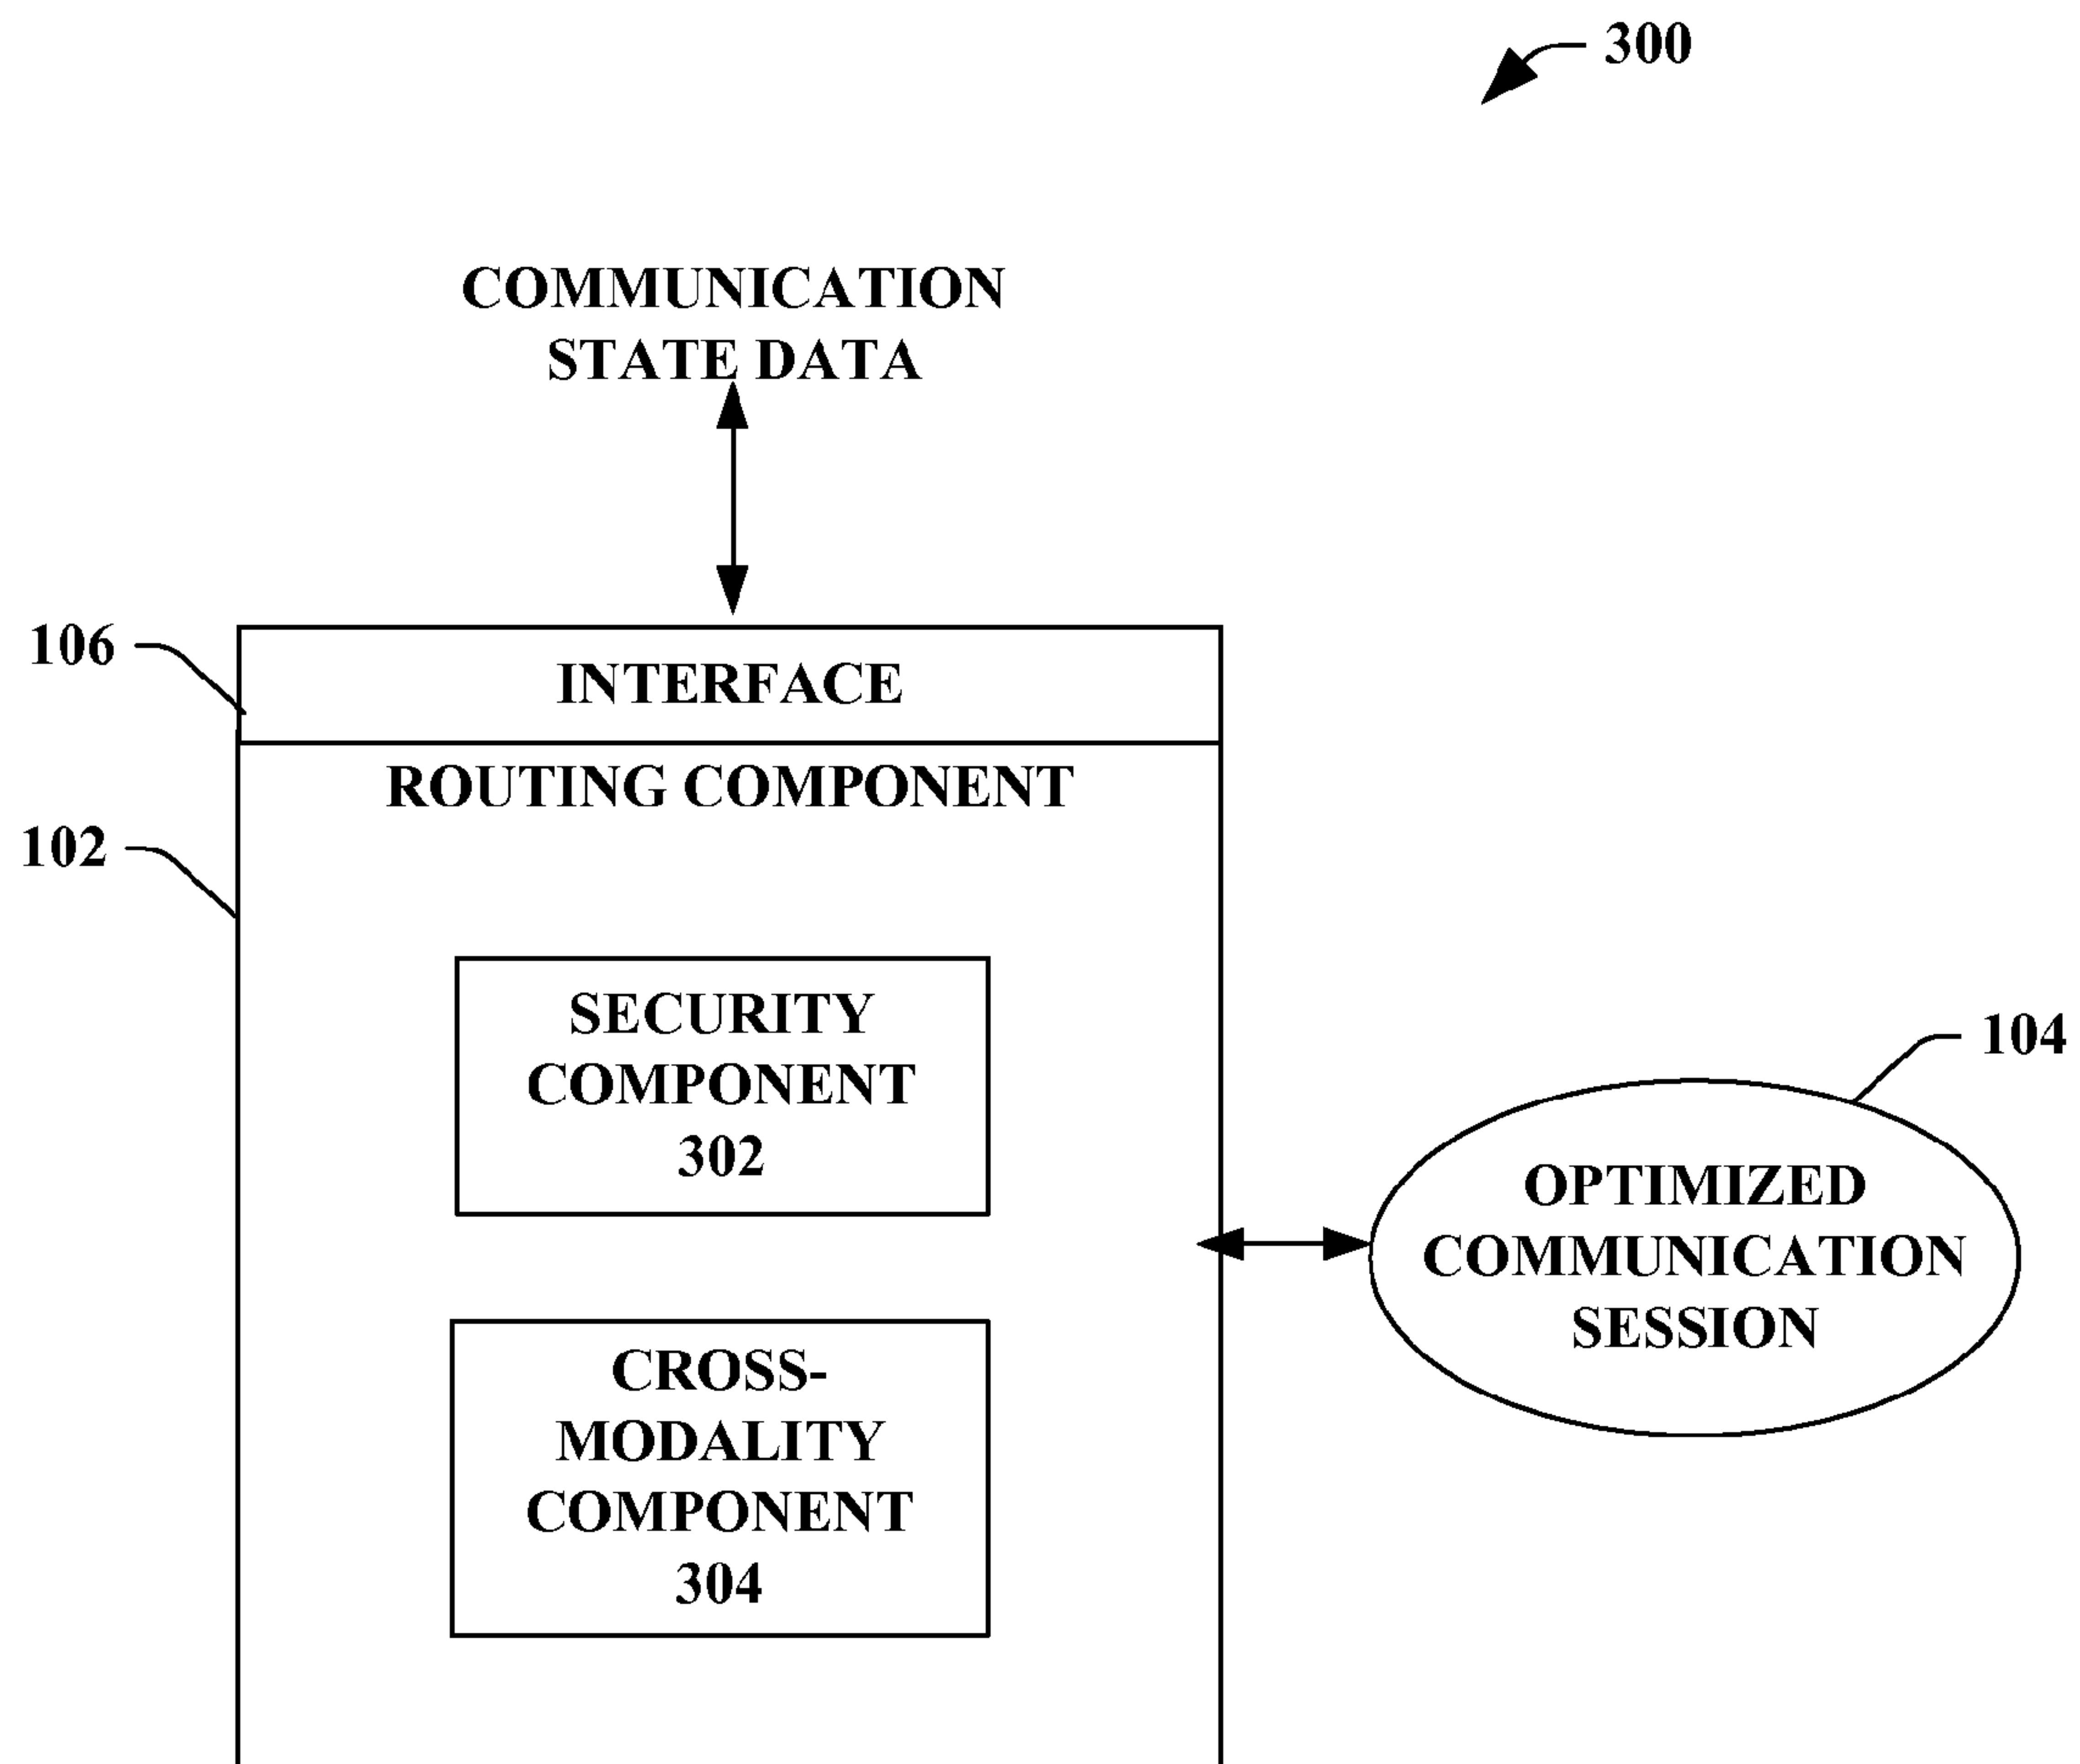 300
COMMUNICATION
STATE DATA
106
INTERFACE
ROUTING COMPONENT
102
SECURITY
COMPONENT
302
104
OPTIMIZED
COMMUNICATION
SESSION
CROSS-
MODALITY
COMPONENT
304